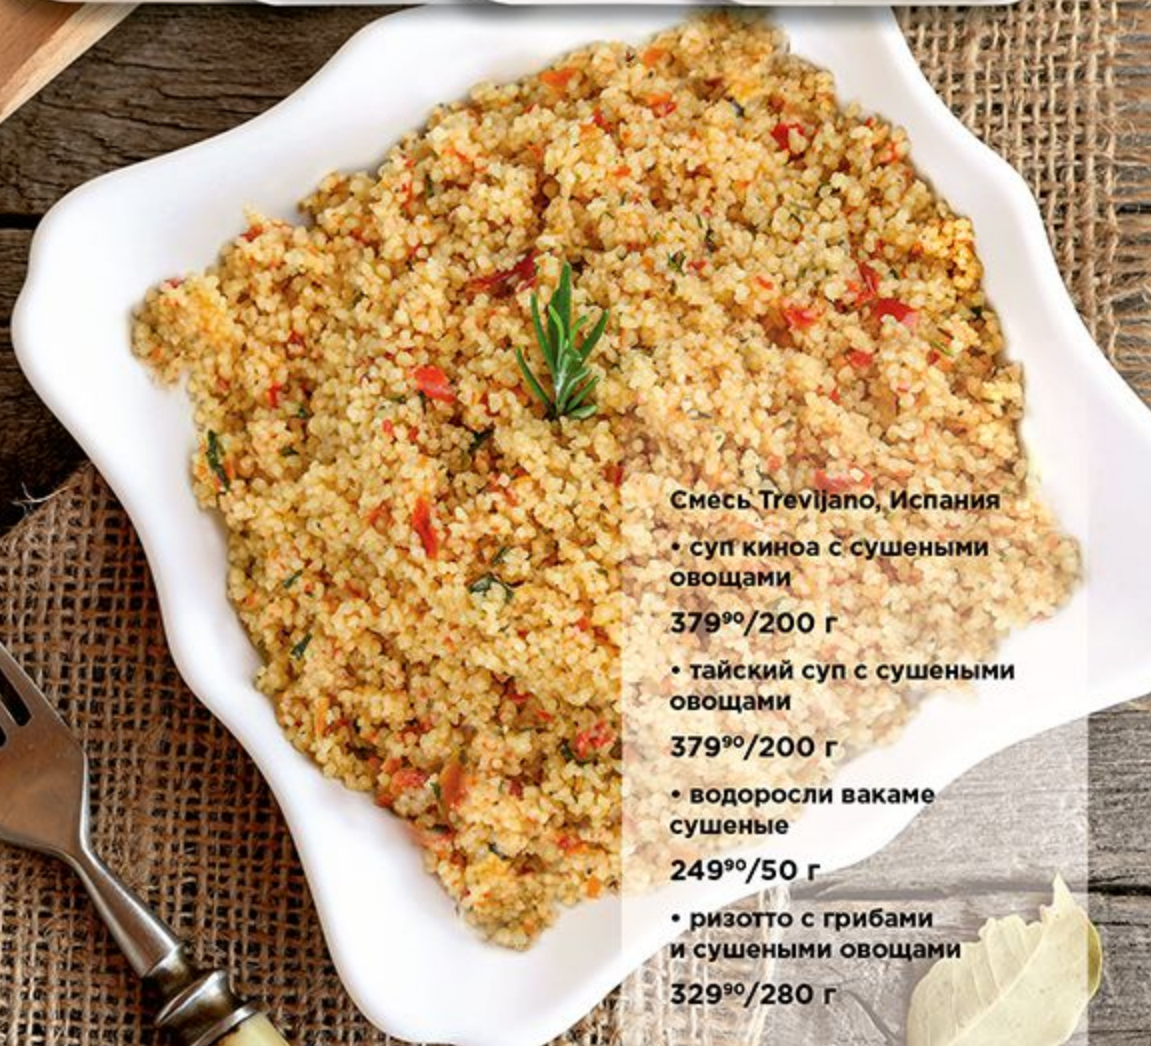 Смесь Trevijano, Испания
• суп киноа с сушеными
овощами
379⁹⁰/200 г
• тайский суп с сушеными
овощами
379⁹⁰/200 г
• водоросли вакаме
сушеные
249⁹⁰/50 г
• ризотто с грибами
и сушеными овощами
329⁹⁰/280 г